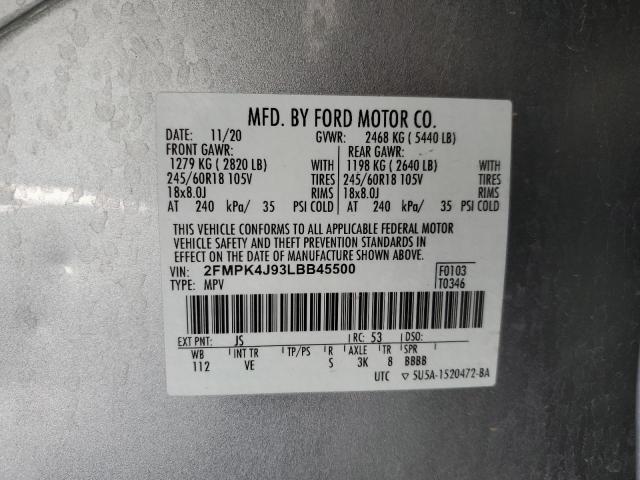 MFD. BY FORD MOTOR CO.
DATE: 11/20 GVWR: 2468 KG (5440 LB)
FRONT GAWR: REAR GAWR:
1279 KG (2820 LB) WITH 1198 KG (2640 LB) WITH
245/60R18 105V TIRES 245/60R18 105V TIRES
18x8.0J RIMS 18x8.0J RIMS
AT 240 kPa/ 35 PSI COLD AT 240 kPa/ 35 PSI COLD
THIS VEHICLE CONFORMS TO ALL APPLICABLE FEDERAL MOTOR
VEHICLE SAFETY AND THEFT PREVENTION STANDARDS IN
EFFECT ON THE DATE OF MANUFACTURE SHOWN ABOVE.
VIN: 2FMPK4J93LBB45500 F0103
TYPE: MPV T0346
EXT PNT: JS RC: 53 DSO:
WB INT TR TP/PS R AXLE TR SPR
112 VE S 3K 8 BBBB
UTC ▽ 5U5A-1520472-BA